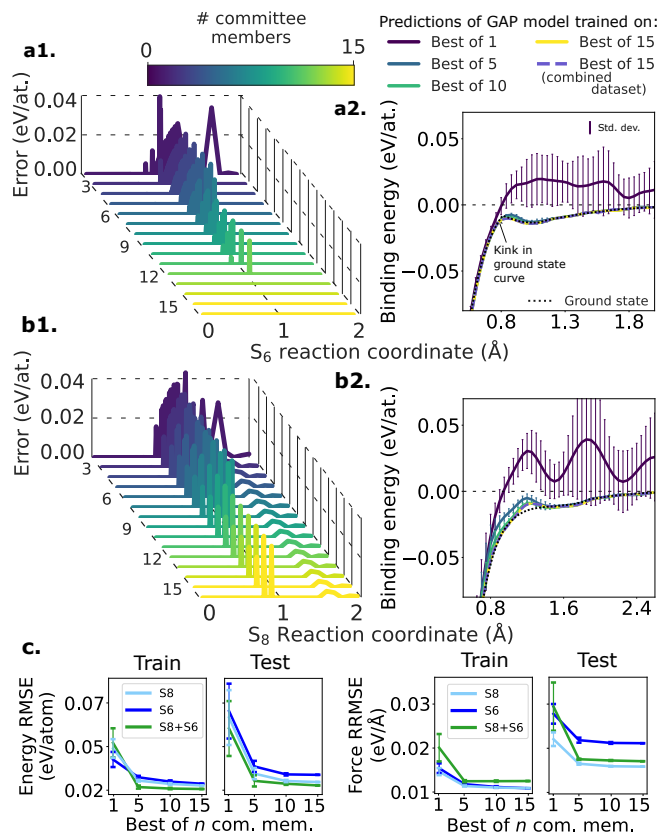 # committee
members
0
15
Predictions of GAP model trained on:
Best of 1
Best of 5
Best of 10
Best of 15
Best of 15
(combined
dataset)
a1.
0.04
0.02
0.00
Error (eV/at.)
3
6
9
12
15
0
1
2
S6 reaction coordinate (Å)
a2.
Std. dev.
Binding energy (eV/at.)
0.05
0.00
−0.05
Kink in
ground state
curve
Ground state
0.8
1.3
1.8
b1.
0.04
0.02
0.00
Error (eV/at.)
3
6
9
12
15
0
1
2
S8 Reaction coordinate (Å)
b2.
Binding energy (eV/at.)
0.05
0.00
−0.05
0.8
1.6
2.4
c.
Train
Test
Energy RMSE
(eV/atom)
0.07
0.05
0.02
S8
S6
S8+S6
1
5
10
15
1
5
10
15
Best of n com. mem.
Train
Test
Force RRMSE
(eV/Å)
0.03
0.02
0.01
S8
S6
S8+S6
1
5
10
15
1
5
10
15
Best of n com. mem.